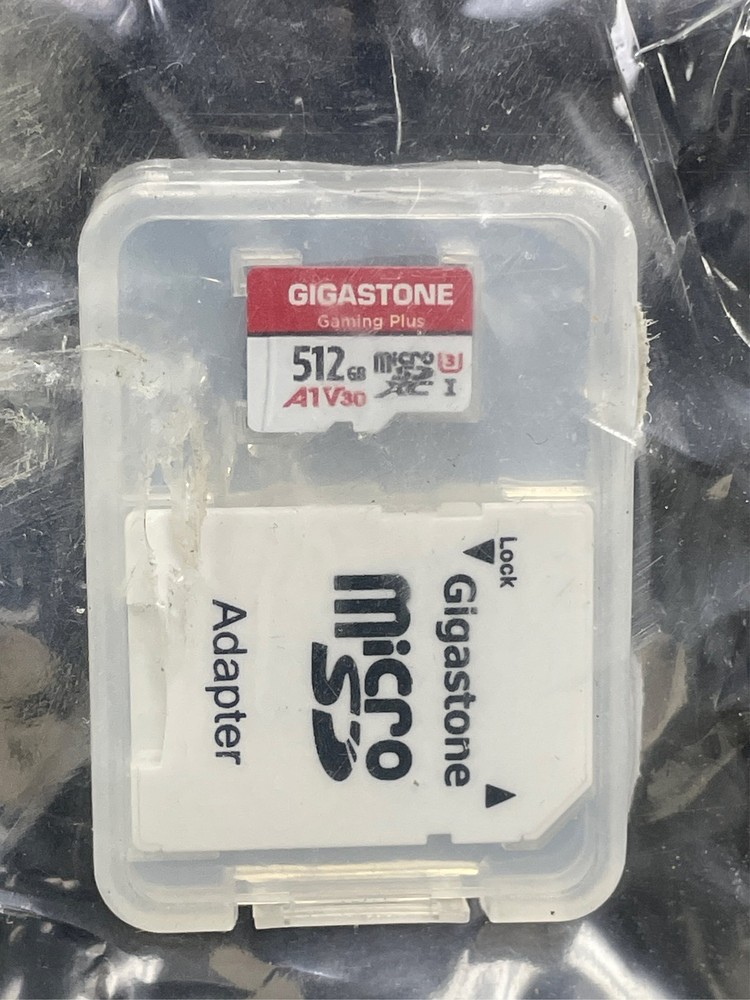 GIGASTONE
Gaming Plus
512GB micro SD XC U3 I
A1 V30
Lock
Gigastone
micro
SD
Adapter